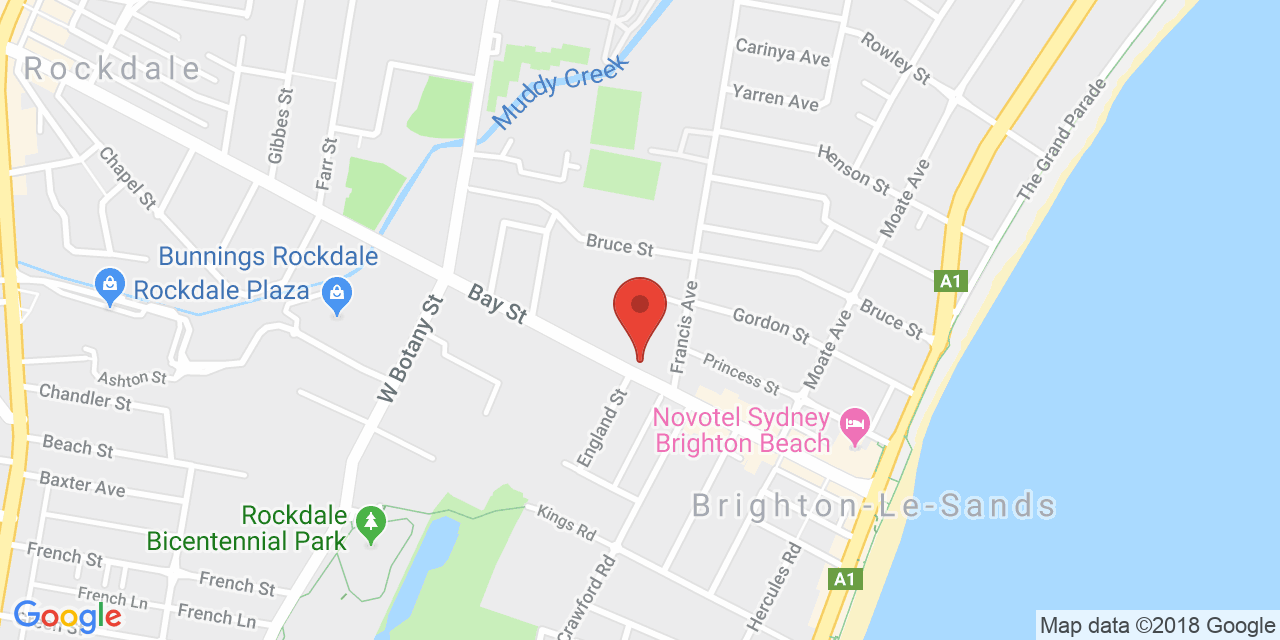 Carinya Ave
Rowley St
Rockdale
Muddy Creek
Yarren Ave
The Grand Parade
Gibbes St
Farr St
Chapel St
Henson St
Moate Ave
Bruce St
Bunnings Rockdale
Rockdale Plaza
A1
Bay St
W Botany St
Francis Ave
Gordon St
Bruce St
Moate Ave
Princess St
Ashton St
Chandler St
England St
Novotel Sydney
Brighton Beach
Beach St
Baxter Ave
Brighton-Le-Sands
Rockdale
Bicentennial Park
Kings Rd
French St
French St
Crawford Rd
Hercules Rd
A1
French Ln
French Ln
Green St
Google
Map data ©2018 Google